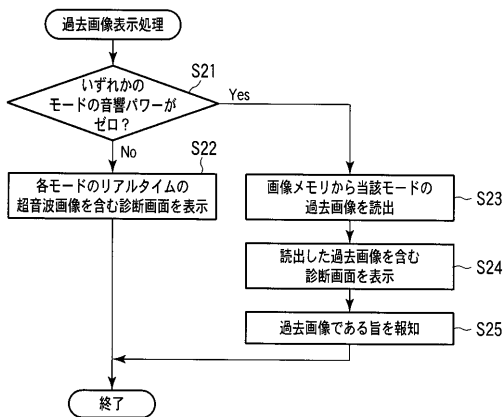 過去画像表示処理
S21
いずれかの
モードの音響パワーが
ゼロ?
Yes
No
S22
各モードのリアルタイムの
超音波画像を含む診断画面を表示
画像メモリから当該モードの
過去画像を読出
S23
読出した過去画像を含む
診断画面を表示
S24
過去画像である旨を報知
S25
終了